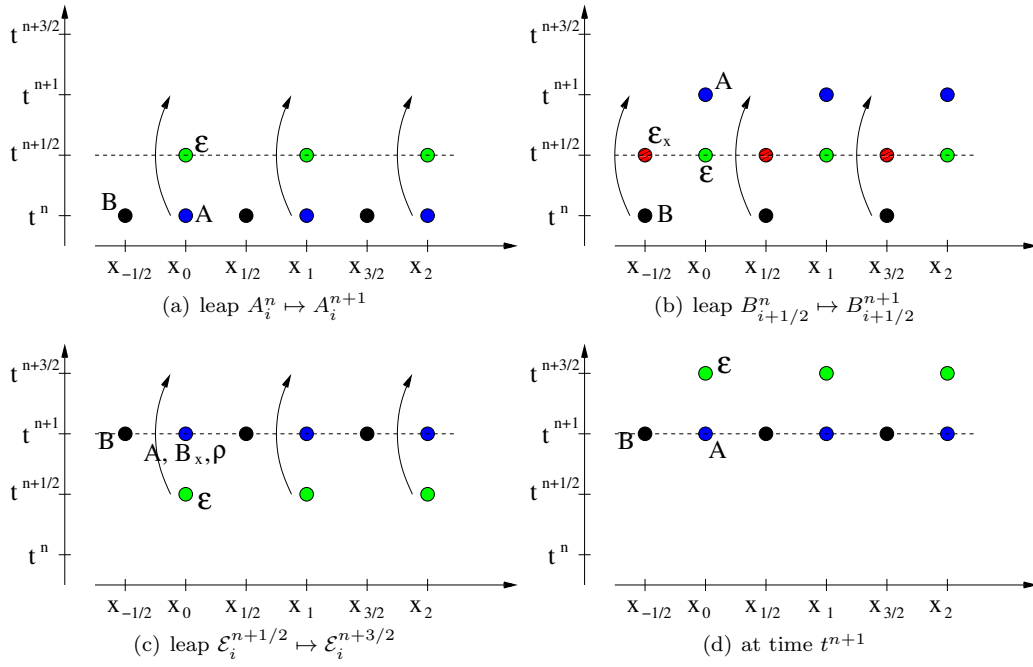 t^{n+3/2}
t^{n+1}
t^{n+1/2}
ε
B
t^n
A
x_{-1/2} x_0 x_{1/2} x_1 x_{3/2} x_2
(a) leap A_i^n ↦ A_i^{n+1}
t^{n+3/2}
t^{n+1}
A
t^{n+1/2}
ε_x
ε
t^n
B
x_{-1/2} x_0 x_{1/2} x_1 x_{3/2} x_2
(b) leap B_{i+1/2}^n ↦ B_{i+1/2}^{n+1}
t^{n+3/2}
t^{n+1}
B
A, B_x, ρ
t^{n+1/2}
ε
t^n
x_{-1/2} x_0 x_{1/2} x_1 x_{3/2} x_2
(c) leap ℰ_i^{n+1/2} ↦ ℰ_i^{n+3/2}
t^{n+3/2}
ε
t^{n+1}
B
A
t^{n+1/2}
t^n
x_{-1/2} x_0 x_{1/2} x_1 x_{3/2} x_2
(d) at time t^{n+1}